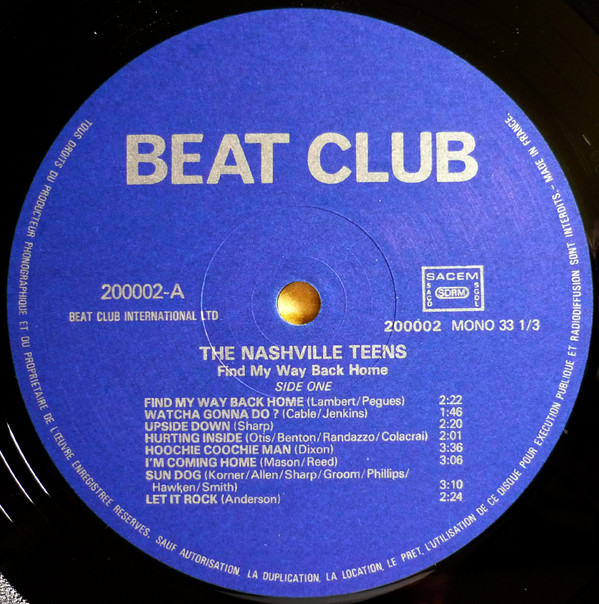 BEAT CLUB
200002-A
BEAT CLUB INTERNATIONAL LTD
SACEM
SACD
SDRM
SGDL
200002 MONO 33 1/3
THE NASHVILLE TEENS
Find My Way Back Home
SIDE ONE
FIND MY WAY BACK HOME (Lambert/Pegues) 2:22
WATCHA GONNA DO ? (Cable/Jenkins) 1:46
UPSIDE DOWN (Sharp) 2:20
HURTING INSIDE (Otis/Benton/Randazzo/Colacrai) 2:01
HOOCHIE COOCHIE MAN (Dixon) 3:36
I'M COMING HOME (Mason/Reed) 3:06
SUN DOG (Korner/Allen/Sharp/Groom/Phillips/
Hawken/Smith) 3:10
LET IT ROCK (Anderson) 2:24
TOUS DROITS DU PRODUCTEUR PHONOGRAPHIQUE ET DU PROPRIETAIRE DE L'ŒUVRE ENREGISTREE RESERVES. SAUF AUTORISATION. LA DUPLICATION, LA LOCATION, LE PRET, L'UTILISATION DE CE DISQUE POUR EXECUTION PUBLIQUE ET RADIODIFFUSION SONT INTERDITS. - MADE IN FRANCE.